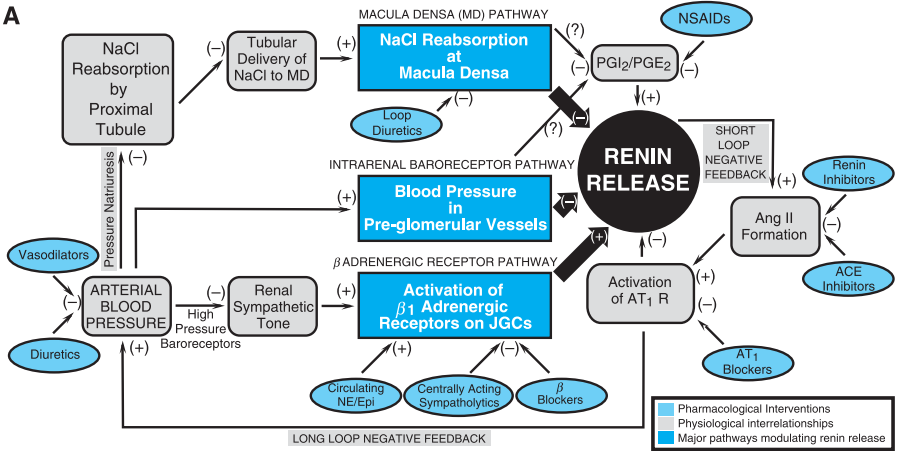 A
MACULA DENSA (MD) PATHWAY
NaCl
Reabsorption
by
Proximal
Tubule
(–)
Tubular
Delivery of
NaCl to MD
(+)
NaCl Reabsorption
at
Macula Densa
(?)
(–)
PGI2/PGE2
(–)
NSAIDs
(+)
Loop
Diuretics
(–)
(–)
(?)
Pressure Natriuresis
(–)
INTRARENAL BARORECEPTOR PATHWAY
(+)
Blood Pressure
in
Pre-glomerular Vessels
(–)
RENIN
RELEASE
SHORT
LOOP
NEGATIVE
FEEDBACK
(+)
Renin
Inhibitors
Ang II
Formation
(–)
ACE
Inhibitors
Vasodilators
(–)
Diuretics
ARTERIAL
BLOOD
PRESSURE
(+)
(–)
High
Pressure
Baroreceptors
Renal
Sympathetic
Tone
(+)
β ADRENERGIC RECEPTOR PATHWAY
Activation of
β1 Adrenergic
Receptors on JGCs
(+)
(–)
Activation
of AT1 R
(+)
(–)
AT1
Blockers
(+)
Circulating
NE/Epi
(–)
Centrally Acting
Sympatholytics
β
Blockers
LONG LOOP NEGATIVE FEEDBACK
Pharmacological Interventions
Physiological interrelationships
Major pathways modulating renin release